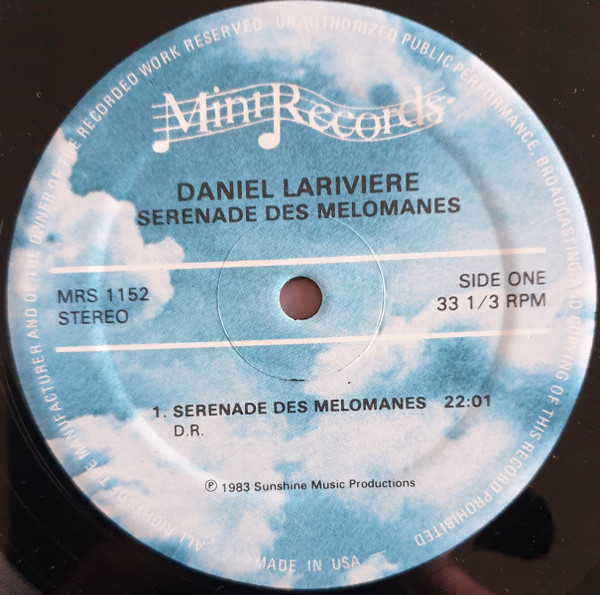 ALL RIGHTS OF THE MANUFACTURER AND OF THE OWNER OF THE RECORDED WORK RESERVED · UNAUTHORIZED PUBLIC PERFORMANCE, BROADCASTING AND COPYING OF THIS RECORD PROHIBITED
Mini Records
DANIEL LARIVIERE
SERENADE DES MELOMANES
MRS 1152
STEREO
SIDE ONE
33 1/3 RPM
1. SERENADE DES MELOMANES 22:01
D.R.
℗ 1983 Sunshine Music Productions
MADE IN USA